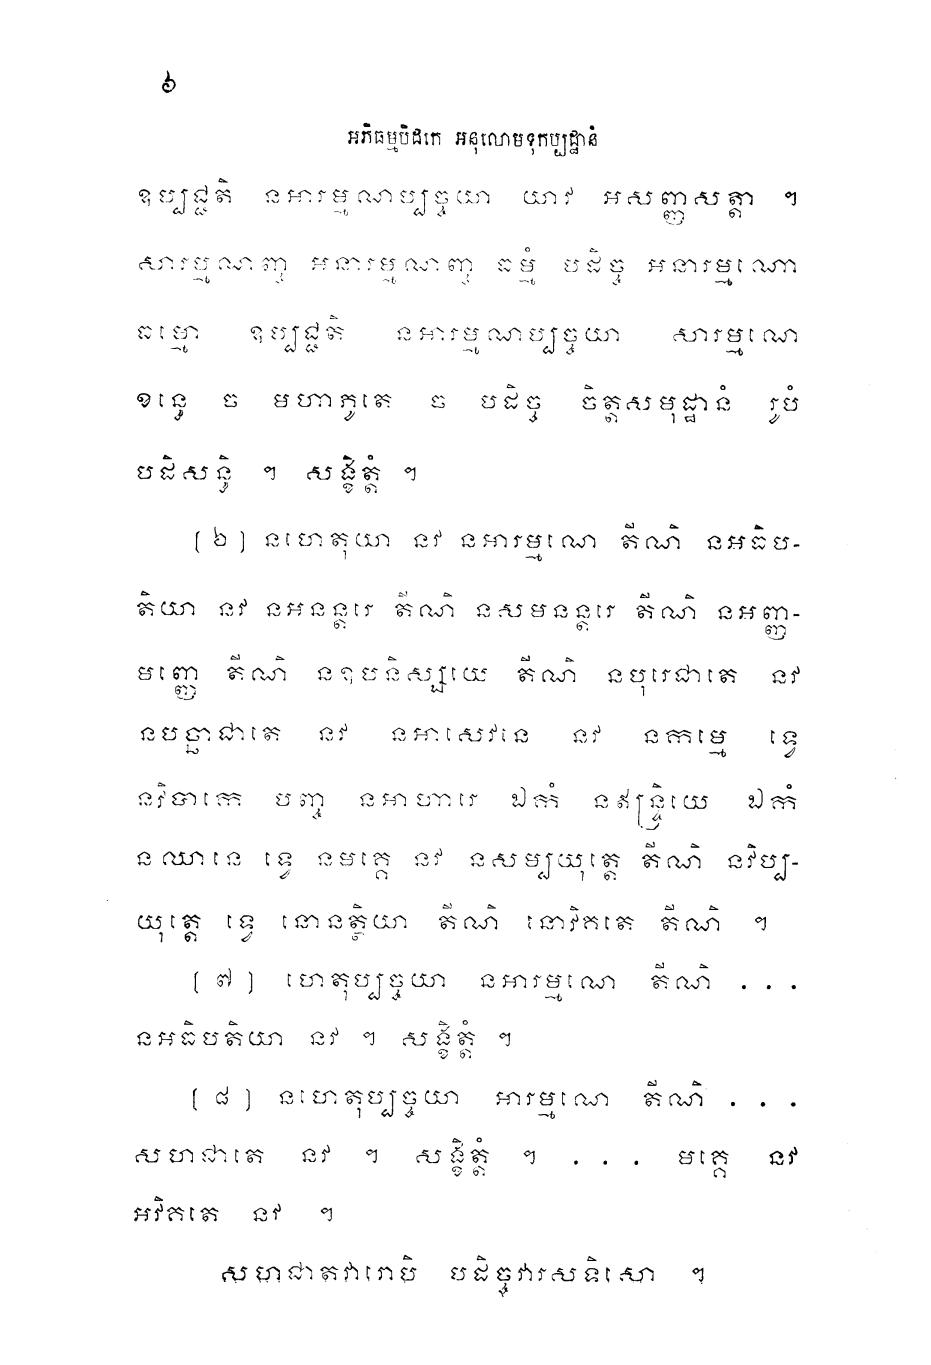 ៦
អភិធម្មបិដកេ អនុលោមទុកប្បដ្ឋានំ
ឧប្បជ្ជតិ នអារម្មណប្បច្ចយា យាវ អសញ្ញសត្តា ។
សារម្មណញ្ច អនារម្មណញ្ច ធម្មំ បដិច្ច អនារម្មណោ
ធម្មោ ឧប្បជ្ជតិ នអារម្មណប្បច្ចយា សារម្មណេ
ខន្ធេ ច មហាភូតេ ច បដិច្ច ចិត្តសមុដ្ឋានំ រូបំ
បដិសន្ធិ ។ សង្ខិត្តំ ។
[ ៦ ] នហេតុយា នវ នអារម្មណេ តីណិ នអធិប-
តិយា នវ នអនន្តរេ តីណិ នសមនន្តរេ តីណិ នអញ្ញ-
មញ្ញេ តីណិ នឧបនិស្សយេ តីណិ នបុរេជាតេ នវ
នបច្ឆាជាតេ នវ នអាសេវនេ នវ នកម្មេ ទ្វេ
នវិបាកេ បញ្ច នអាហារេ ឯកំ នឥន្ទ្រិយេ ឯកំ
នឈានេ ទ្វេ នមគ្គេ នវ នសម្បយុត្តេ តីណិ នវិប្ប-
យុត្តេ ទ្វេ នោនត្ថិយា តីណិ នោវិគតេ តីណិ ។
[ ៧ ] ហេតុប្បច្ចយា នអារម្មណេ តីណិ . . .
នអធិបតិយា នវ ។ សង្ខិត្តំ ។
[ ៨ ] នហេតុប្បច្ចយា អារម្មណេ តីណិ . . .
សហជាតេ នវ ។ សង្ខិត្តំ ។ . . . មគ្គេ នវ
អវិគតេ នវ ។
សហជាតវារោបិ បដិច្ចវារសទិសោ ។